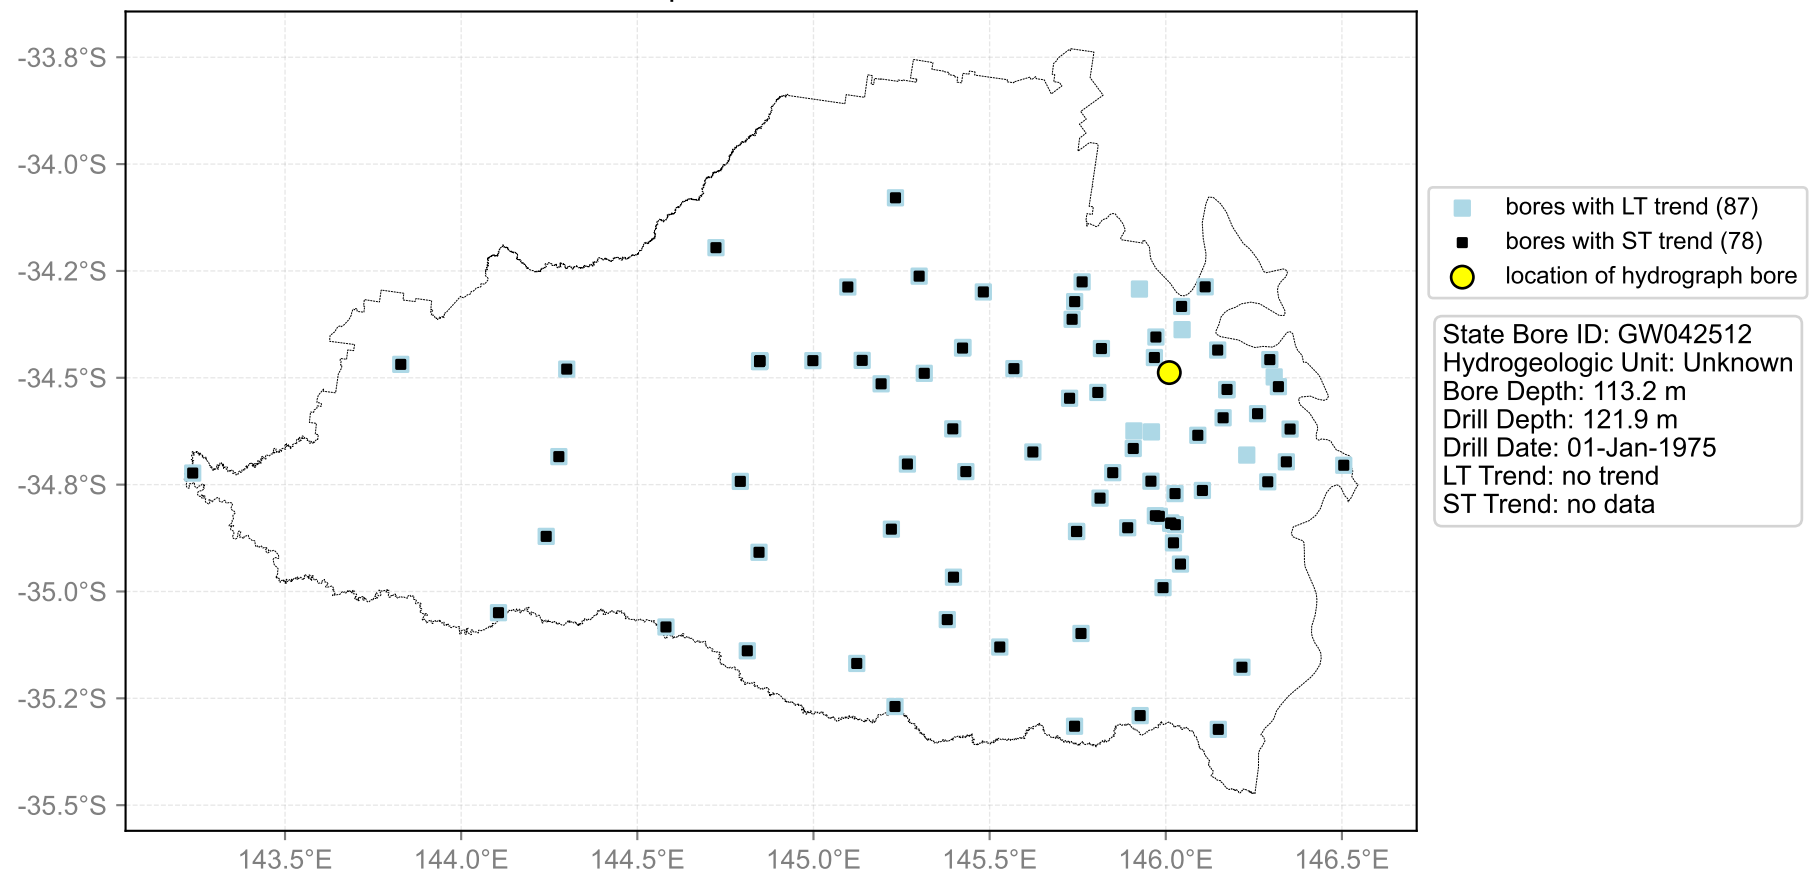 -33.8°S
-34.0°S
-34.2°S
-34.5°S
-34.8°S
-35.0°S
-35.2°S
-35.5°S
143.5°E
144.0°E
144.5°E
145.0°E
145.5°E
146.0°E
146.5°E
bores with LT trend (87)
bores with ST trend (78)
location of hydrograph bore
State Bore ID: GW042512
Hydrogeologic Unit: Unknown
Bore Depth: 113.2 m
Drill Depth: 121.9 m
Drill Date: 01-Jan-1975
LT Trend: no trend
ST Trend: no data